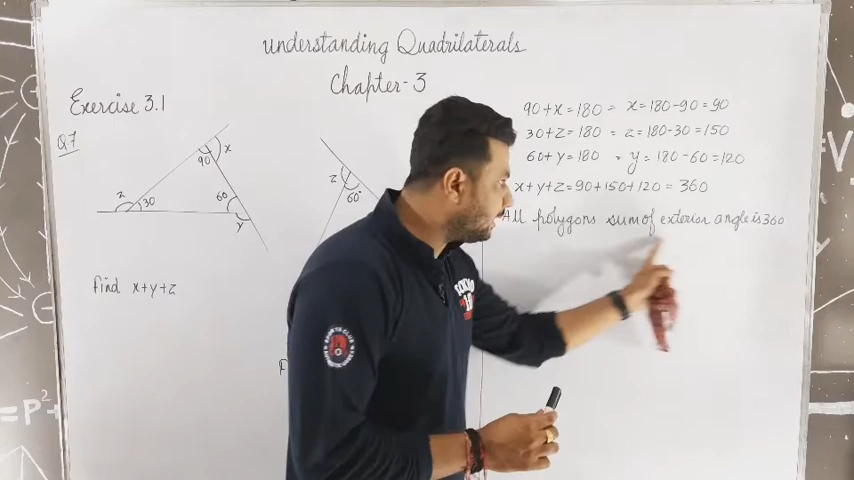 understanding Quadrilaterals
Chapter-3
Exercise 3.1
Q7
90 x
z 30 60
y
find x+y+z
z 60°
90+x=180 = x=180-90=90
30+z=180 = z=180-30=150
60+y=180 = y=180-60=120
x+y+z=90+150+120=360
All polygons sum of exterior angle is 360
=P²